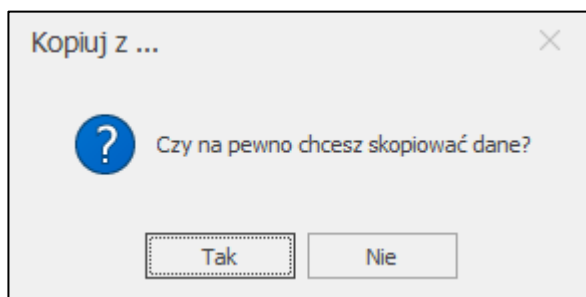 Kopiuj z ...
Czy na pewno chcesz skopiować dane?
Tak
Nie